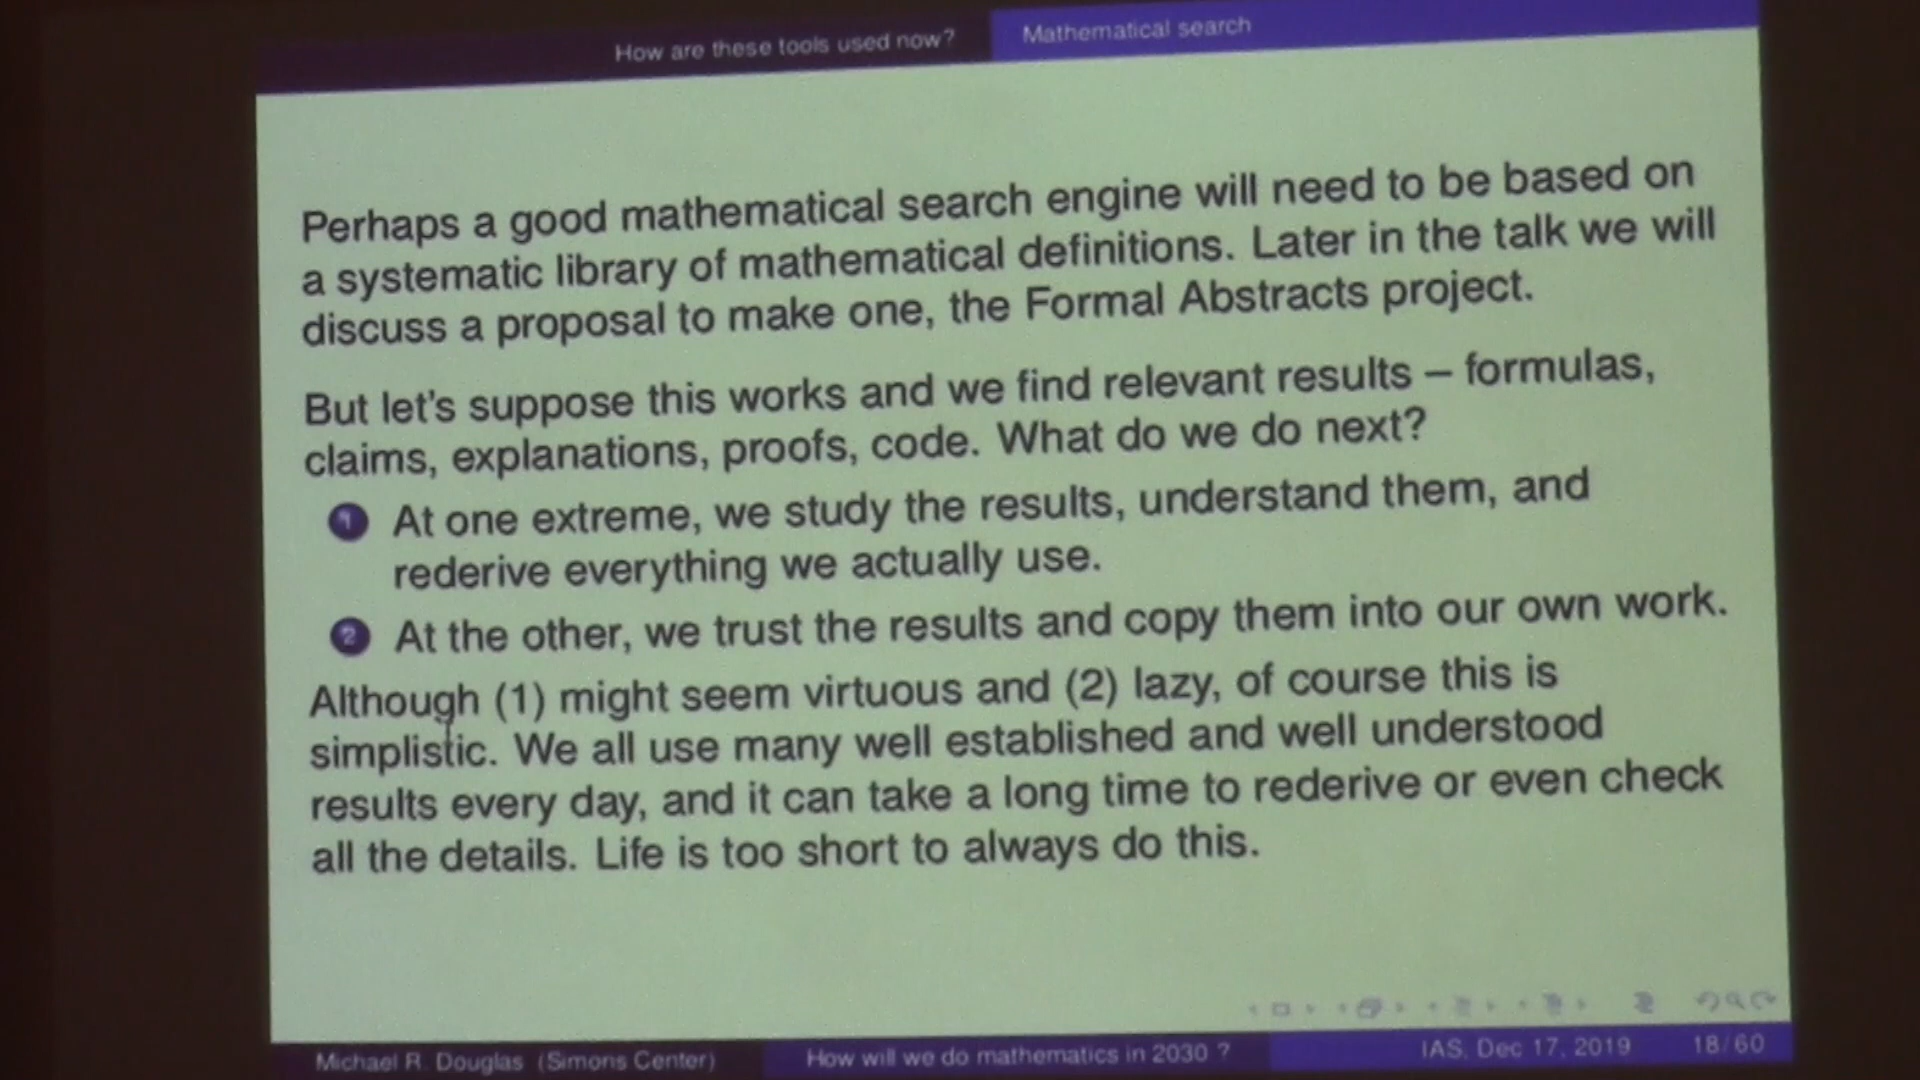 How are these tools used now?
Mathematical search
Perhaps a good mathematical search engine will need to be based on
a systematic library of mathematical definitions. Later in the talk we will
discuss a proposal to make one, the Formal Abstracts project.
But let's suppose this works and we find relevant results – formulas,
claims, explanations, proofs, code. What do we do next?
1 At one extreme, we study the results, understand them, and
rederive everything we actually use.
2 At the other, we trust the results and copy them into our own work.
Although (1) might seem virtuous and (2) lazy, of course this is
simplistic. We all use many well established and well understood
results every day, and it can take a long time to rederive or even check
all the details. Life is too short to always do this.
Michael R. Douglas (Simons Center)
How will we do mathematics in 2030 ?
IAS, Dec 17, 2019
18/60